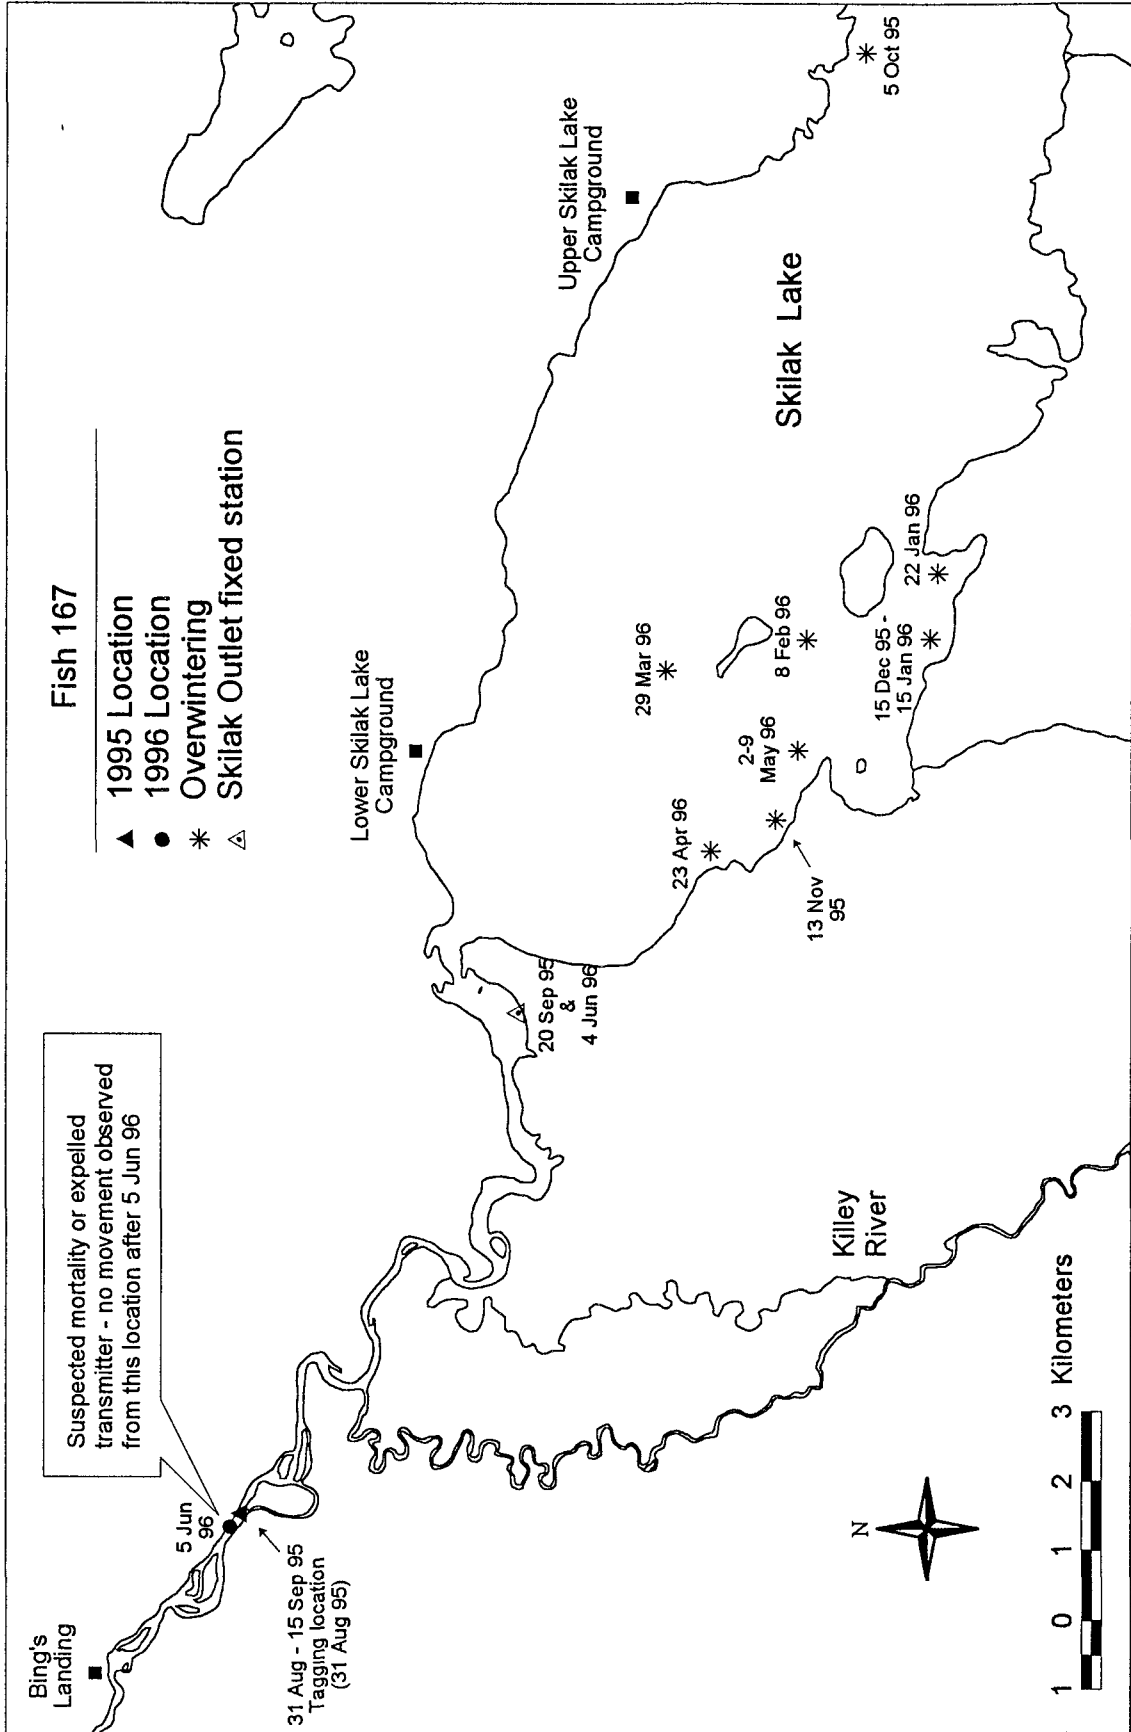 Fish 167
1995 Location
1996 Location
Overwintering
Skilak Outlet fixed station
Suspected mortality or expelled
transmitter - no movement observed
from this location after 5 Jun 96
Bing's
Landing
5 Jun
96
31 Aug - 15 Sep 95
Tagging location
(31 Aug 95)
Lower Skilak Lake
Campground
Upper Skilak Lake
Campground
20 Sep 95
&
4 Jun 96
23 Apr 96
13 Nov
95
2-9
May 96
29 Mar 96
8 Feb 96
15 Dec 95 -
15 Jan 96
22 Jan 96
5 Oct 95
Skilak Lake
Killey
River
N
1 0 1 2 3 Kilometers